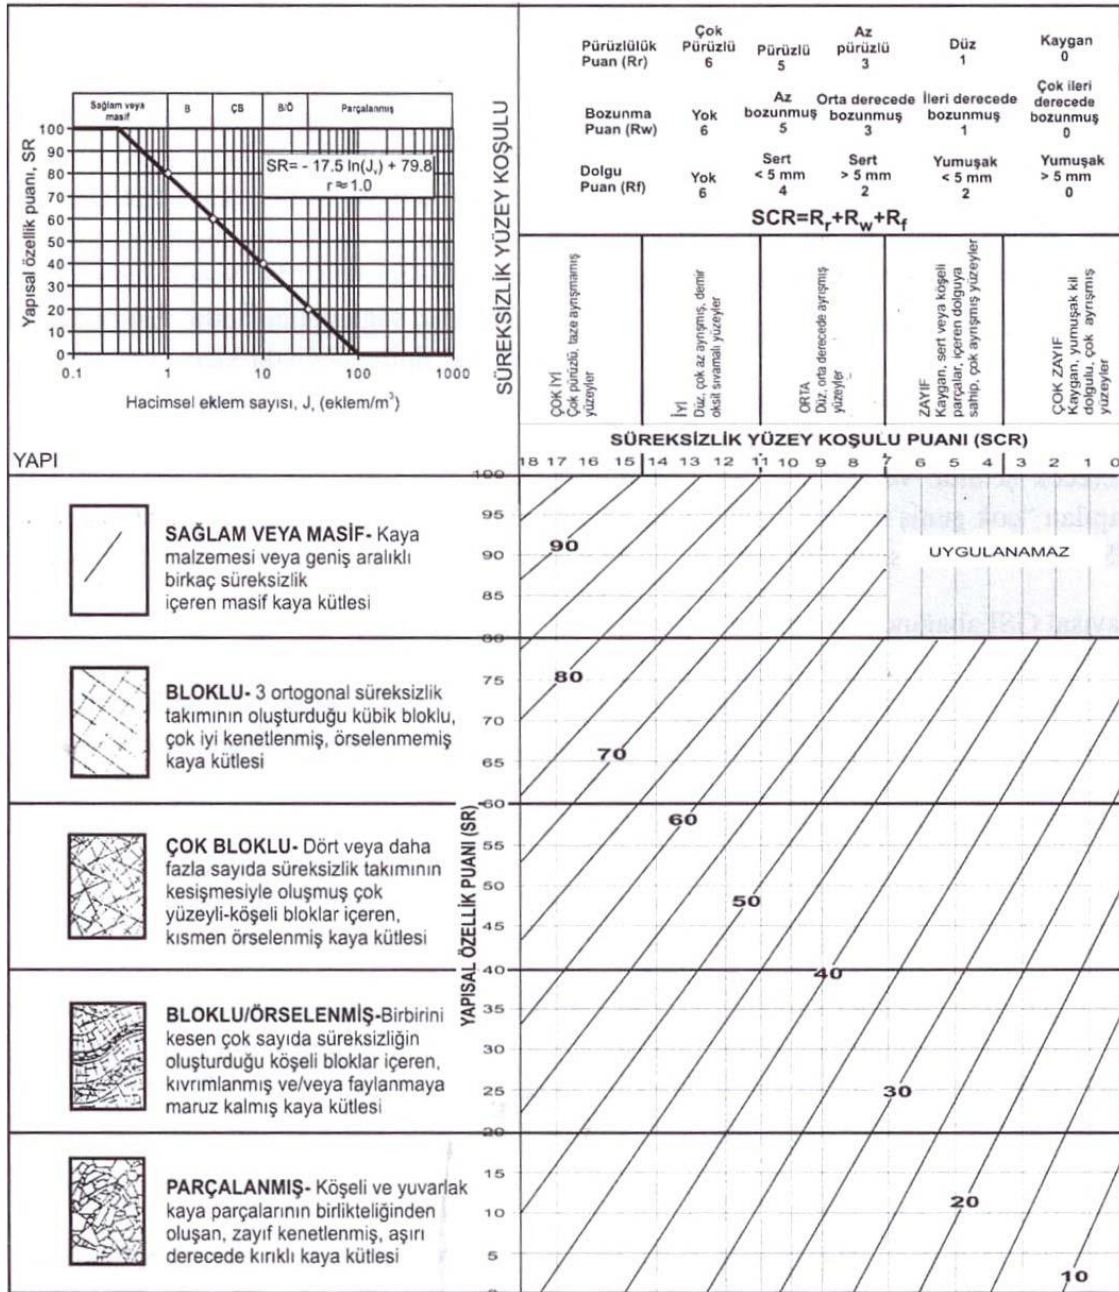 Pürüzlülük Puan (Rr)
Çok Pürüzlü 6
Pürüzlü 5
Az pürüzlü 3
Düz 1
Kaygan 0
Bozunma Puan (Rw)
Yok 6
Az bozunmuş 5
Orta derecede bozunmuş 3
İleri derecede bozunmuş 1
Çok ileri derecede bozunmuş 0
Dolgu Puan (Rf)
Yok 6
Sert < 5 mm 4
Sert > 5 mm 2
Yumuşak < 5 mm 2
Yumuşak > 5 mm 0
SCR=Rr+Rw+Rf
SÜREKSİZLİK YÜZEY KOŞULU
Sağlam veya masif
B
ÇB
B/Ö
Parçalanmış
Yapısal özellik puanı, SR
100
90
80
70
60
50
40
30
20
10
0
SR= - 17.5 ln(Jv) + 79.8
r ≈ 1.0
0.1 1 10 100 1000
Hacimsel eklem sayısı, Jv (eklem/m³)
ÇOK İYİ
Çok pürüzlü, taze ayrışmamış
yüzeyler
İYİ
Düz, çok az ayrışmış, demir
oksit sıvamalı yüzeyler
ORTA
Düz, orta derecede ayrışmış
yüzeyler
ZAYIF
Kaygan, sert veya köşeli
parçalar, içeren dolguya
sahip, çok ayrışmış yüzeyler
ÇOK ZAYIF
Kaygan, yumuşak kil
dolgulu, çok ayrışmış
yüzeyler
SÜREKSİZLİK YÜZEY KOŞULU PUANI (SCR)
YAPI
18 17 16 15 14 13 12 11 10 9 8 7 6 5 4 3 2 1 0
SAĞLAM VEYA MASİF- Kaya
malzemesi veya geniş aralıklı
birkaç süreksizlik
içeren masif kaya kütlesi
BLOKLU- 3 ortogonal süreksizlik
takımının oluşturduğu kübik bloklu,
çok iyi kenetlenmiş, örselenmemiş
kaya kütlesi
ÇOK BLOKLU- Dört veya daha
fazla sayıda süreksizlik takımının
kesişmesiyle oluşmuş çok
yüzeyli-köşeli bloklar içeren,
kısmen örselenmiş kaya kütlesi
BLOKLU/ÖRSELENMİŞ-Birbirini
kesen çok sayıda süreksizliğin
oluşturduğu köşeli bloklar içeren,
kıvrımlanmış ve/veya faylanmaya
maruz kalmış kaya kütlesi
PARÇALANMIŞ- Köşeli ve yuvarlak
kaya parçalarının birlikteliğinden
oluşan, zayıf kenetlenmiş, aşırı
derecede kırıklı kaya kütlesi
YAPISAL ÖZELLİK PUANI (SR)
100
95
90
85
80
75
70
65
60
55
50
45
40
35
30
25
20
15
10
5
0
UYGULANAMAZ
90
80
70
60
50
40
30
20
10